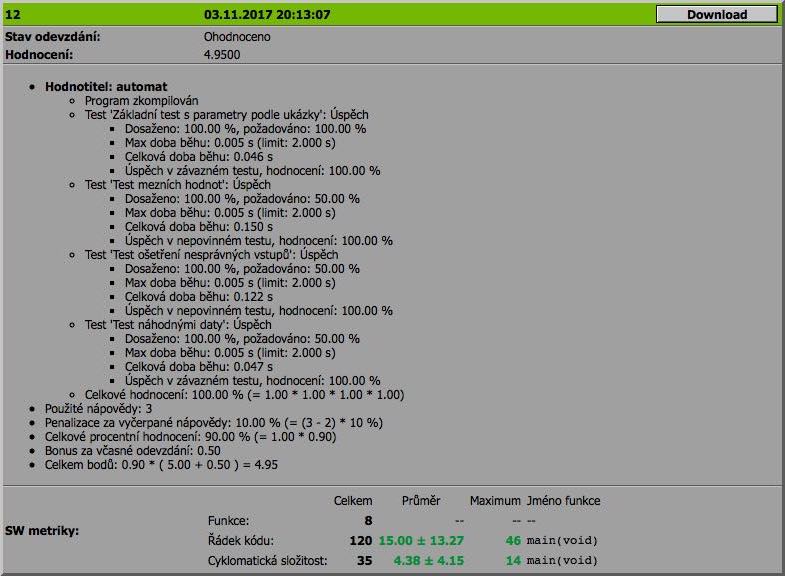 12 03.11.2017 20:13:07 Download
Stav odevzdání: Ohodnoceno
Hodnocení: 4.9500
Hodnotitel: automat
Program zkompilován
Test 'Základní test s parametry podle ukázky': Úspěch
Dosaženo: 100.00 %, požadováno: 100.00 %
Max doba běhu: 0.005 s (limit: 2.000 s)
Celková doba běhu: 0.046 s
Úspěch v závazném testu, hodnocení: 100.00 %
Test 'Test mezních hodnot': Úspěch
Dosaženo: 100.00 %, požadováno: 50.00 %
Max doba běhu: 0.005 s (limit: 2.000 s)
Celková doba běhu: 0.150 s
Úspěch v nepovinném testu, hodnocení: 100.00 %
Test 'Test ošetření nesprávných vstupů': Úspěch
Dosaženo: 100.00 %, požadováno: 50.00 %
Max doba běhu: 0.005 s (limit: 2.000 s)
Celková doba běhu: 0.122 s
Úspěch v nepovinném testu, hodnocení: 100.00 %
Test 'Test náhodnými daty': Úspěch
Dosaženo: 100.00 %, požadováno: 50.00 %
Max doba běhu: 0.005 s (limit: 2.000 s)
Celková doba běhu: 0.047 s
Úspěch v závazném testu, hodnocení: 100.00 %
Celkové hodnocení: 100.00 % (= 1.00 * 1.00 * 1.00 * 1.00)
Použité nápovědy: 3
Penalizace za vyčerpané nápovědy: 10.00 % (= (3 - 2) * 10 %)
Celkové procentní hodnocení: 90.00 % (= 1.00 * 0.90)
Bonus za včasné odevzdání: 0.50
Celkem bodů: 0.90 * ( 5.00 + 0.50 ) = 4.95
Celkem Průměr Maximum Jméno funkce
Funkce: 8 -- -- --
SW metriky:
Řádek kódu: 120 15.00 ± 13.27 46 main(void)
Cyklomatická složitost: 35 4.38 ± 4.15 14 main(void)